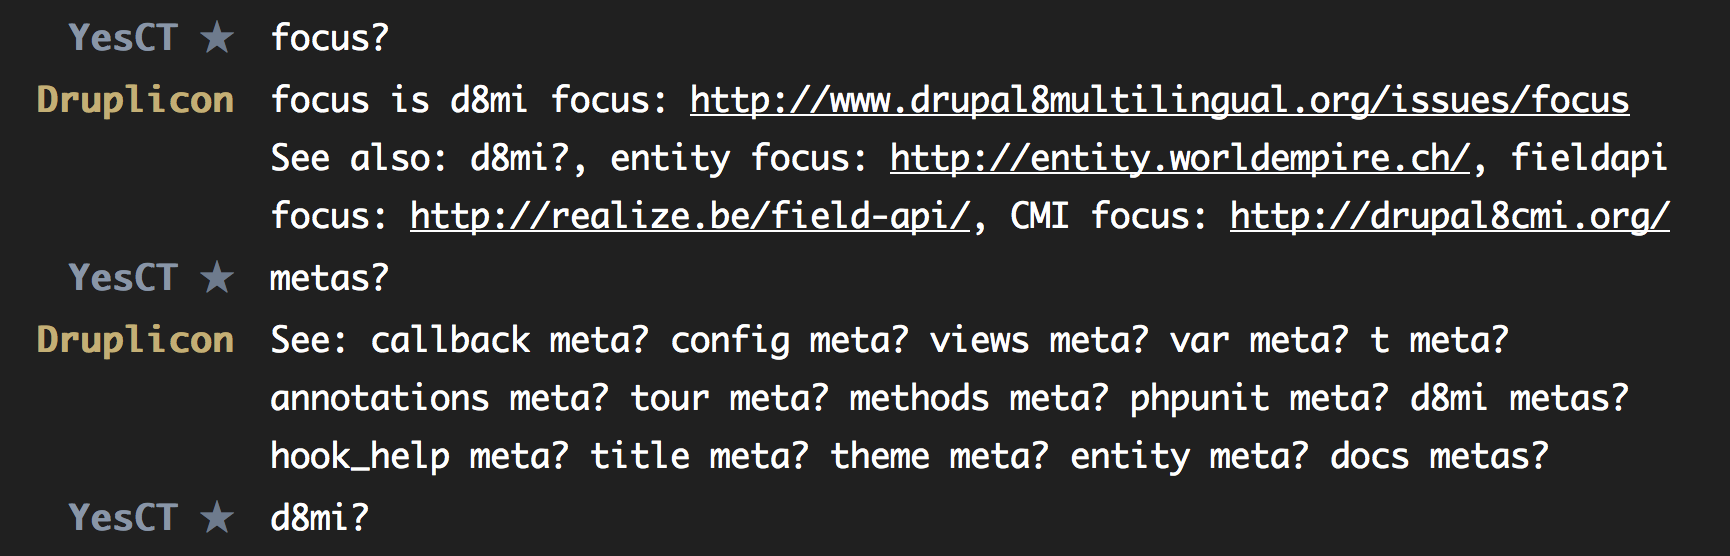 YesCT ★ focus?
Druplicon focus is d8mi focus: http://www.drupal8multilingual.org/issues/focus
See also: d8mi?, entity focus: http://entity.worldempire.ch/, fieldapi
focus: http://realize.be/field-api/, CMI focus: http://drupal8cmi.org/
YesCT ★ metas?
Druplicon See: callback meta? config meta? views meta? var meta? t meta?
annotations meta? tour meta? methods meta? phpunit meta? d8mi metas?
hook_help meta? title meta? theme meta? entity meta? docs metas?
YesCT ★ d8mi?